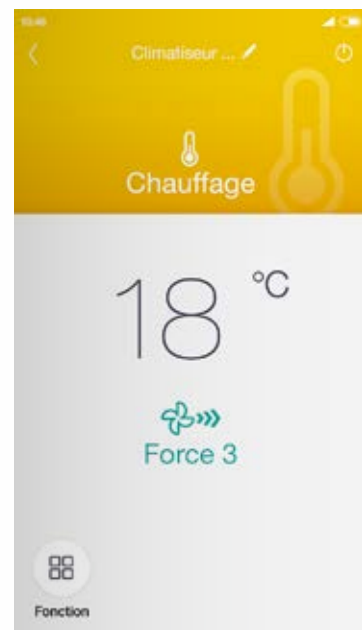 Climatiseur ...
Chauffage
18 °C
Force 3
Fonction